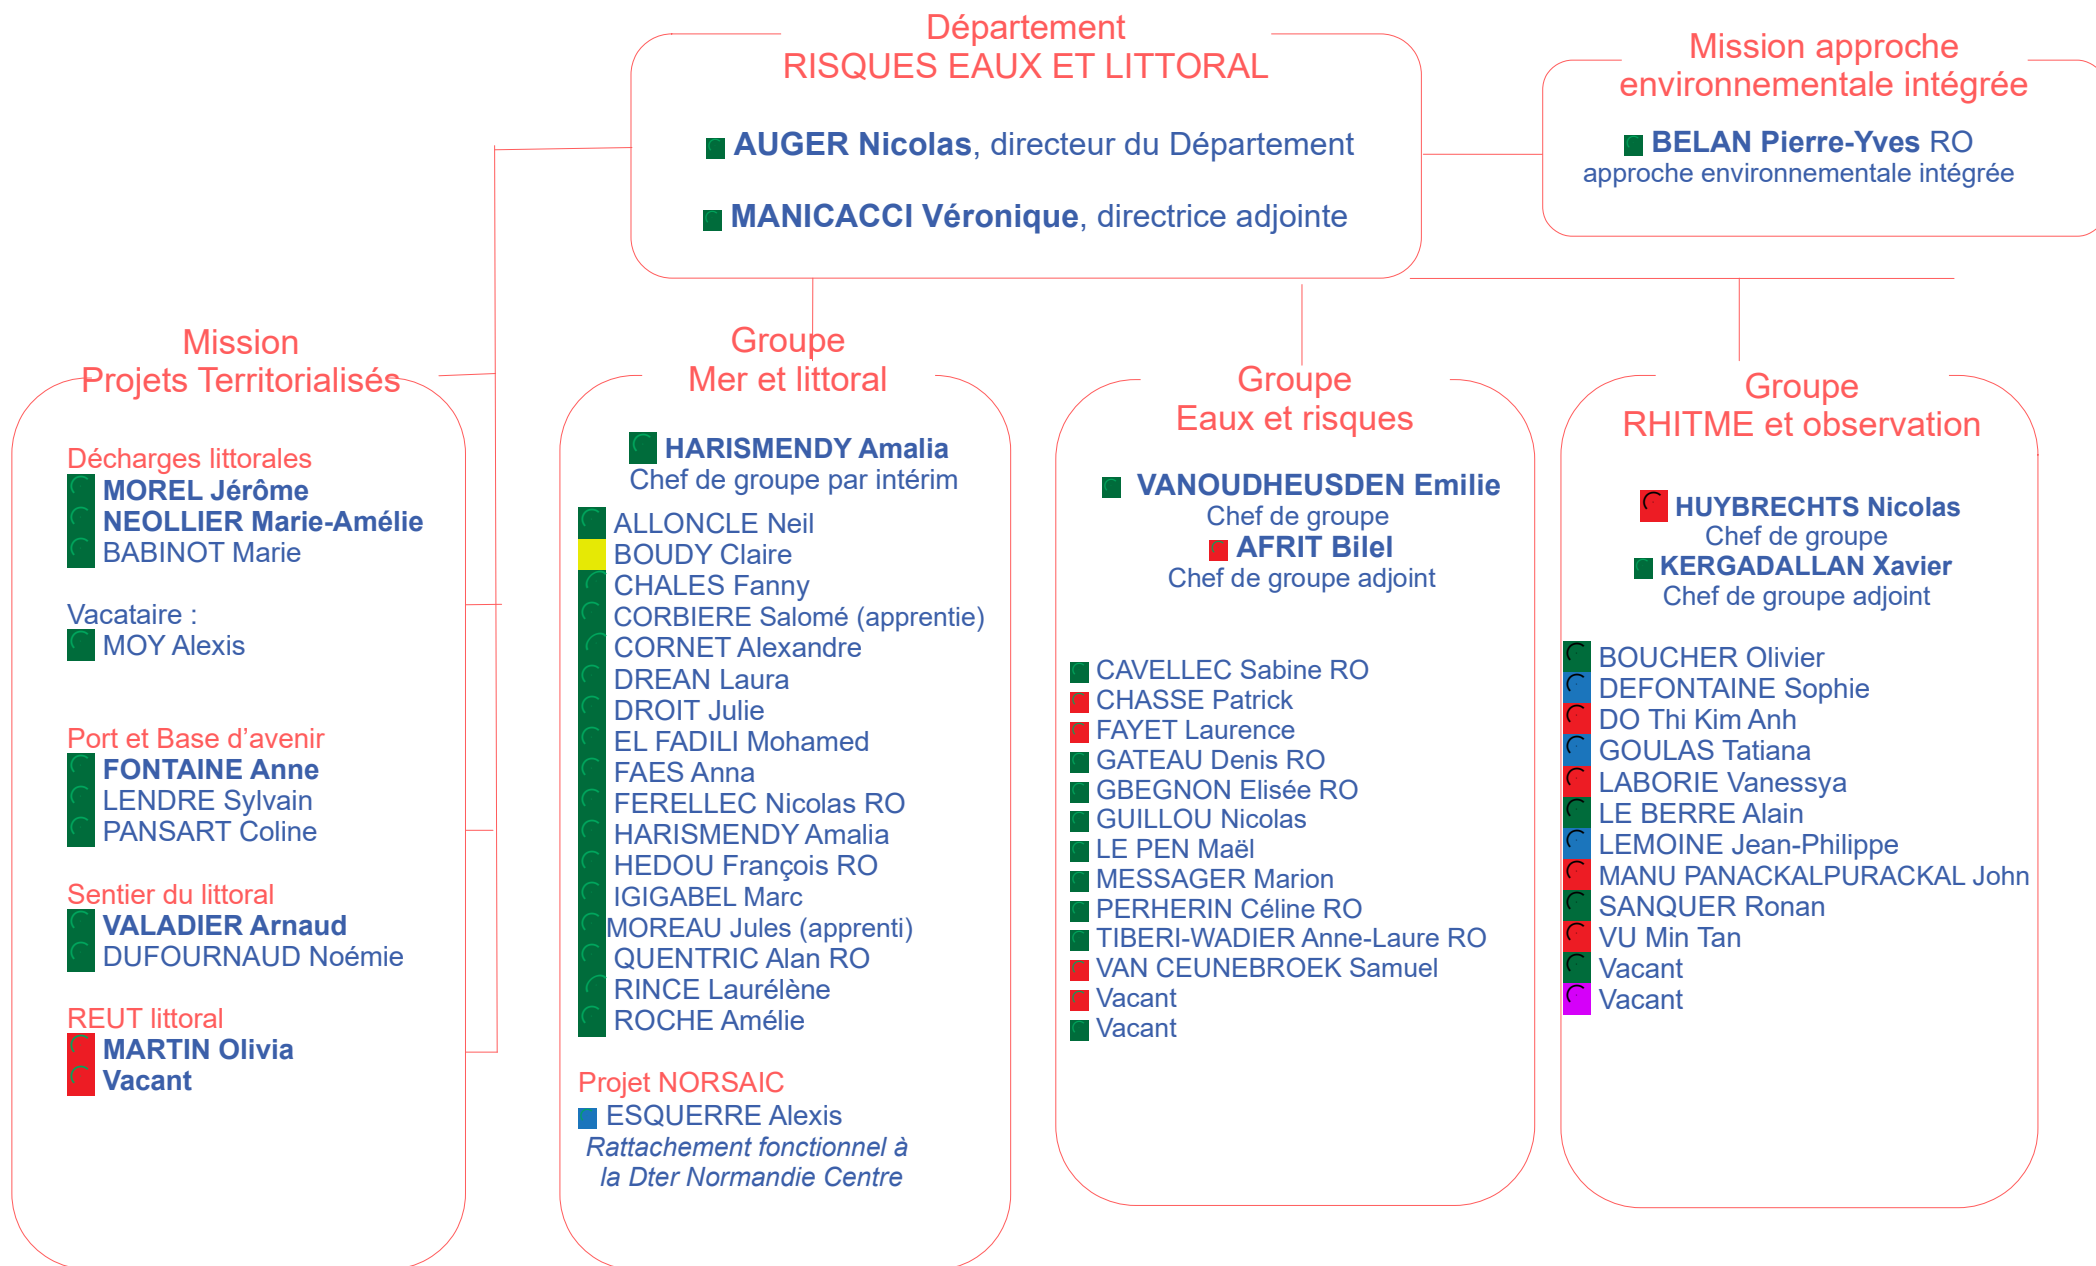 Département
RISQUES EAUX ET LITTORAL
AUGER Nicolas, directeur du Département
MANICACCI Véronique, directrice adjointe
Mission approche
environnementale intégrée
BELAN Pierre-Yves RO
approche environnementale intégrée
Mission
Projets Territorialisés
Décharges littorales
MOREL Jérôme
NEOLLIER Marie-Amélie
BABINOT Marie
Vacataire :
MOY Alexis
Port et Base d'avenir
FONTAINE Anne
LENDRE Sylvain
PANSART Coline
Sentier du littoral
VALADIER Arnaud
DUFOURNAUD Noémie
REUT littoral
MARTIN Olivia
Vacant
Groupe
Mer et littoral
HARISMENDY Amalia
Chef de groupe par intérim
ALLONCLE Neil
BOUDY Claire
CHALES Fanny
CORBIERE Salomé (apprentie)
CORNET Alexandre
DREAN Laura
DROIT Julie
EL FADILI Mohamed
FAES Anna
FERELLEC Nicolas RO
HARISMENDY Amalia
HEDOU François RO
IGIGABEL Marc
MOREAU Jules (apprenti)
QUENTRIC Alan RO
RINCE Laurélène
ROCHE Amélie
Projet NORSAIC
ESQUERRE Alexis
Rattachement fonctionnel à
la Dter Normandie Centre
Groupe
Eaux et risques
VANOUDHEUSDEN Emilie
Chef de groupe
AFRIT Bilel
Chef de groupe adjoint
CAVELLEC Sabine RO
CHASSE Patrick
FAYET Laurence
GATEAU Denis RO
GBEGNON Elisée RO
GUILLOU Nicolas
LE PEN Maël
MESSAGER Marion
PERHERIN Céline RO
TIBERI-WADIER Anne-Laure RO
VAN CEUNEBROEK Samuel
Vacant
Vacant
Groupe
RHITME et observation
HUYBRECHTS Nicolas
Chef de groupe
KERGADALLAN Xavier
Chef de groupe adjoint
BOUCHER Olivier
DEFONTAINE Sophie
DO Thi Kim Anh
GOULAS Tatiana
LABORIE Vanessya
LE BERRE Alain
LEMOINE Jean-Philippe
MANU PANACKALPURACKAL John
SANQUER Ronan
VU Min Tan
Vacant
Vacant